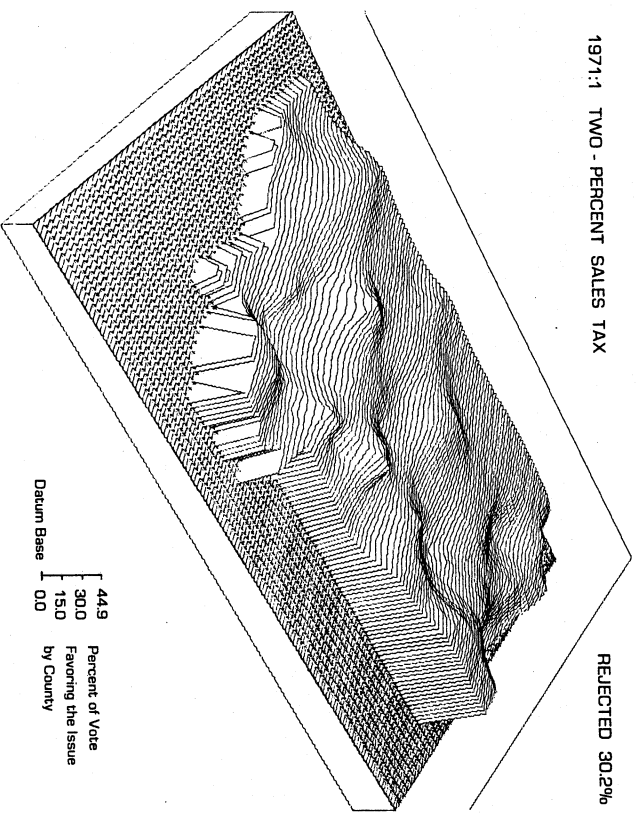 1971:1 TWO - PERCENT SALES TAX
REJECTED 30.2%
44.9 Percent of Vote
30.0 Favoring the Issue
15.0 by County
Datum Base 0.0